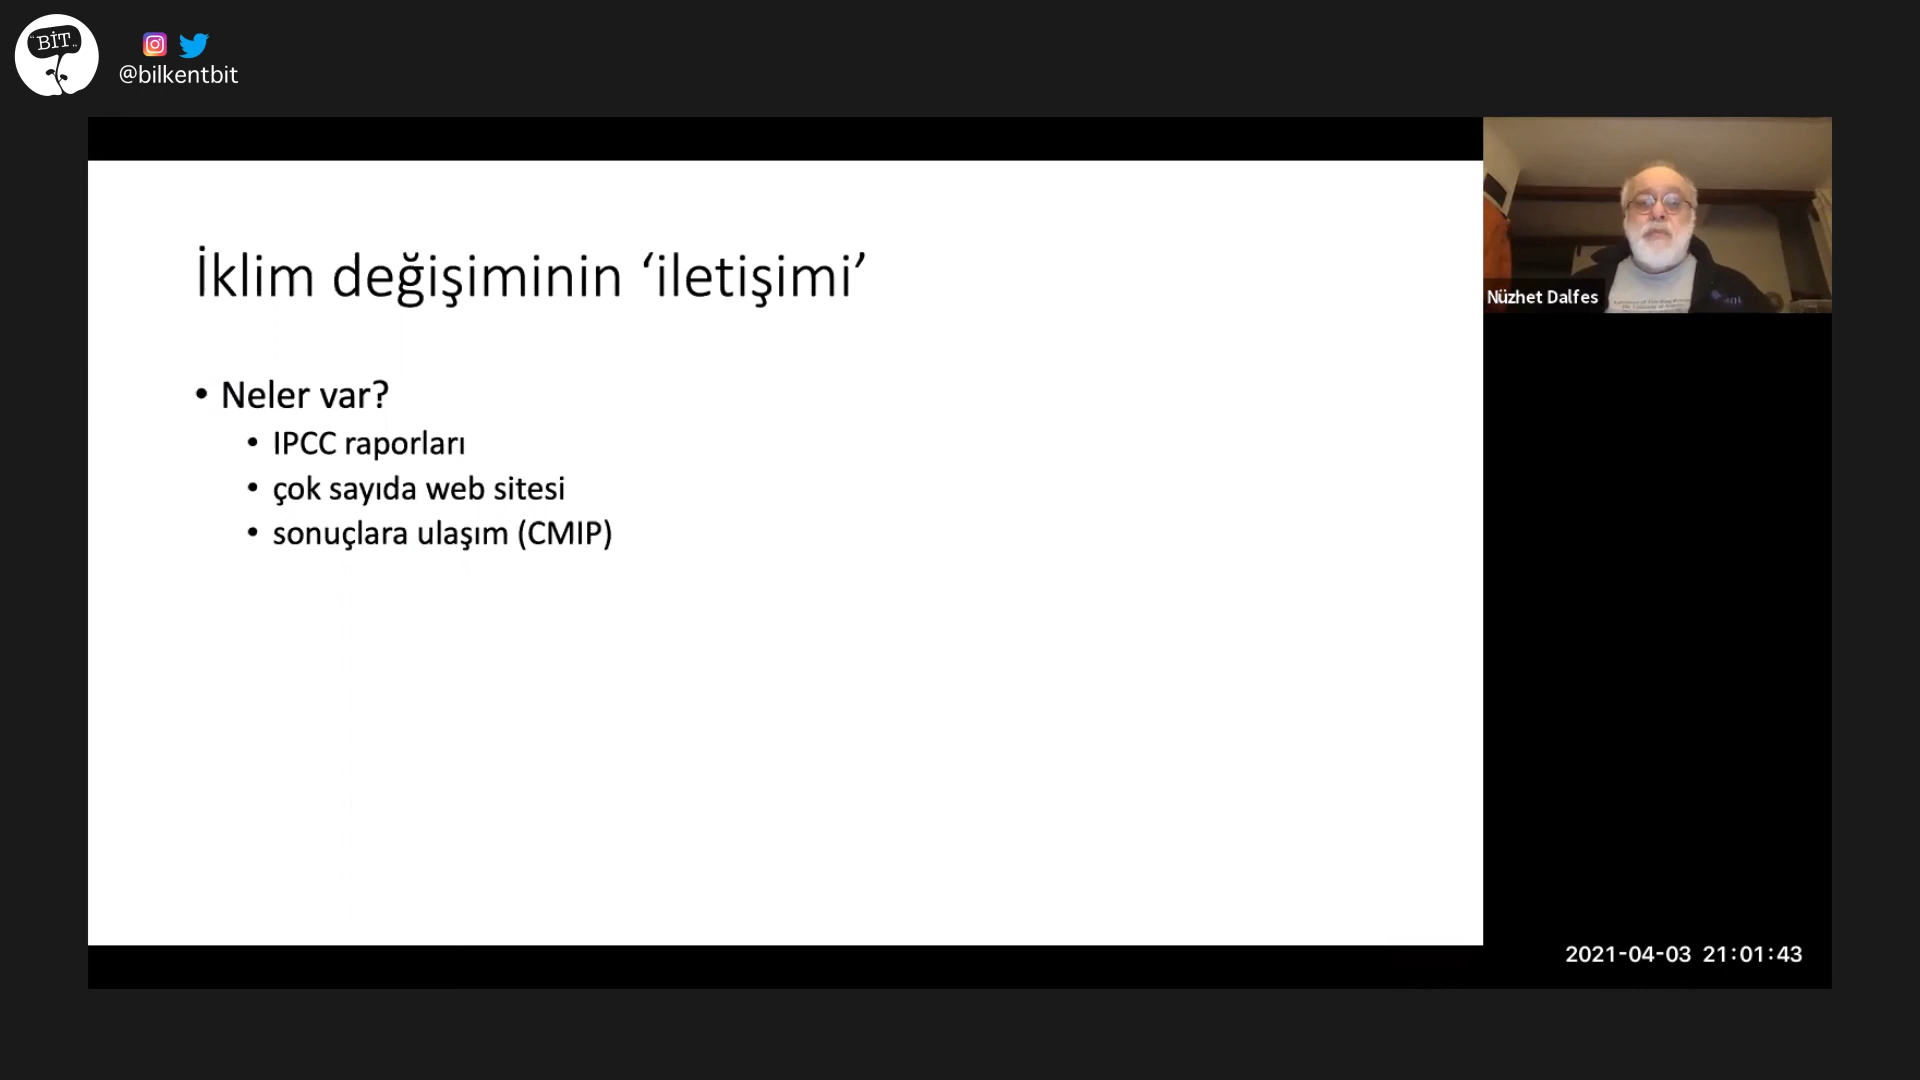 BİT
@bilkentbit
İklim değişiminin ‘iletişimi’
• Neler var?
• IPCC raporları
• çok sayıda web sitesi
• sonuçlara ulaşım (CMIP)
Nüzhet Dalfes
2021-04-03 21:01:43